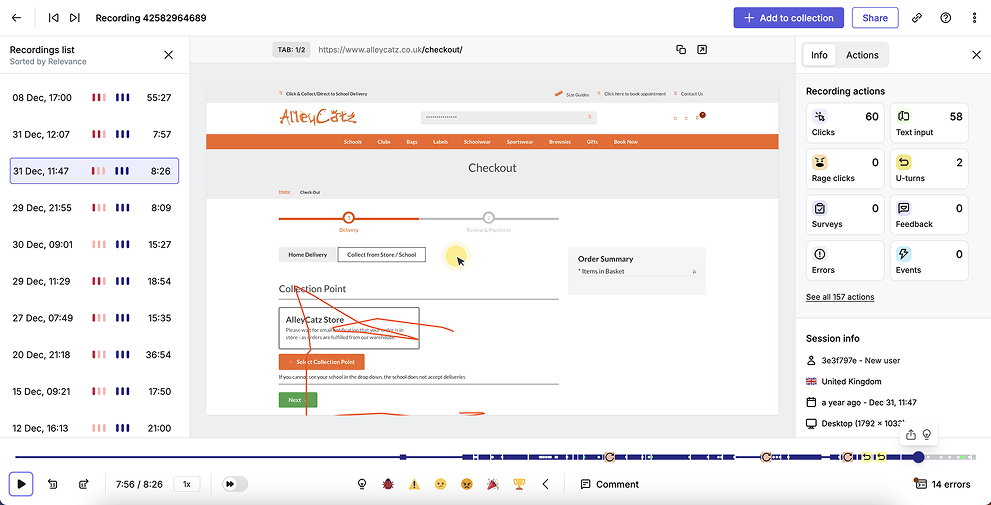 Recording 42582964689
Add to collection
Share
Recordings list
Sorted by Relevance
08 Dec, 17:00 55:27
31 Dec, 12:07 7:57
31 Dec, 11:47 8:26
29 Dec, 21:55 8:09
30 Dec, 09:01 15:27
29 Dec, 11:29 18:54
27 Dec, 07:49 15:35
20 Dec, 21:18 36:54
15 Dec, 09:21 17:50
12 Dec, 16:13 21:00
TAB: 1/2 https://www.alleycatz.co.uk/checkout/
Click & Collect/Direct to School Delivery
Size Guides
Click here to book appointment
Contact Us
AlleyCatz
Schools Clubs Bags Labels Schoolwear Sportswear Brownies Gifts Book Now
Checkout
Home Check Out
Delivery
Review & Payments
Home Delivery
Collect from Store / School
Order Summary
* Items in Basket
Collection Point
AlleyCatz Store
Please wait for email notification that your order is in
store - as orders are fulfilled from our warehouse.
Select Collection Point
If you cannot see your school in the drop down, the school does not accept deliveries
Next
Info
Actions
Recording actions
60
Clicks
58
Text input
0
Rage clicks
2
U-turns
0
Surveys
0
Feedback
0
Errors
0
Events
See all 157 actions
Session info
3e3f797e - New user
United Kingdom
a year ago - Dec 31, 11:47
Desktop (1792 × 1033)
7:56 / 8:26
1x
Comment
14 errors